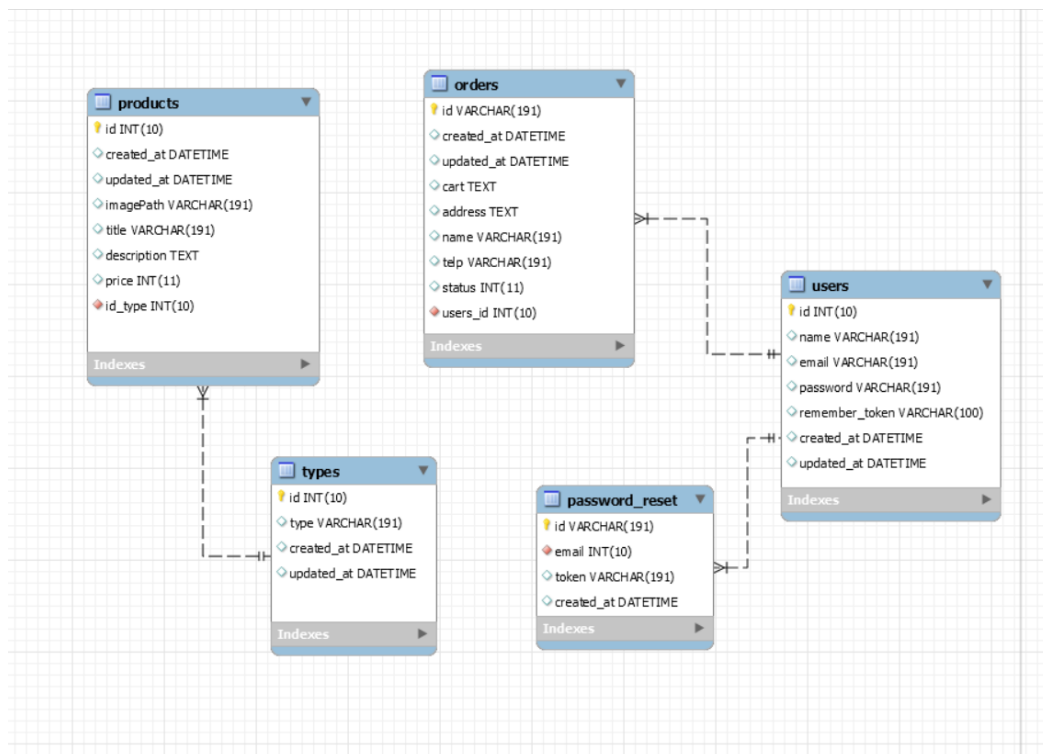 products
id INT(10)
created_at DATETIME
updated_at DATETIME
imagePath VARCHAR(191)
title VARCHAR(191)
description TEXT
price INT(11)
id_type INT(10)
Indexes
orders
id VARCHAR(191)
created_at DATETIME
updated_at DATETIME
cart TEXT
address TEXT
name VARCHAR(191)
telp VARCHAR(191)
status INT(11)
users_id INT(10)
Indexes
users
id INT(10)
name VARCHAR(191)
email VARCHAR(191)
password VARCHAR(191)
remember_token VARCHAR(100)
created_at DATETIME
updated_at DATETIME
Indexes
types
id INT(10)
type VARCHAR(191)
created_at DATETIME
updated_at DATETIME
Indexes
password_reset
id VARCHAR(191)
email INT(10)
token VARCHAR(191)
created_at DATETIME
Indexes